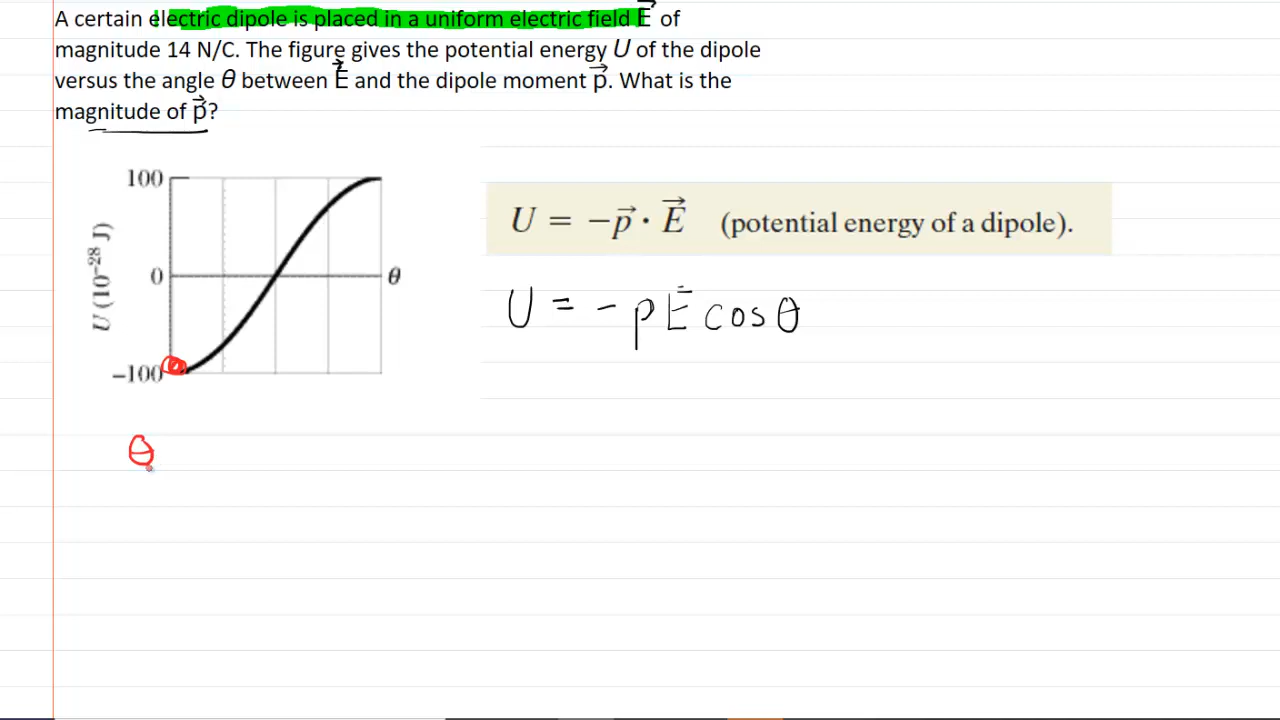 A certain electric dipole is placed in a uniform electric field E⃗ of
magnitude 14 N/C. The figure gives the potential energy U of the dipole
versus the angle θ between E⃗ and the dipole moment p⃗. What is the
magnitude of p⃗?
100
0
−100
U (10⁻²⁸ J)
θ
U = −p⃗ · E⃗ (potential energy of a dipole).
U = - p E cos θ
θ